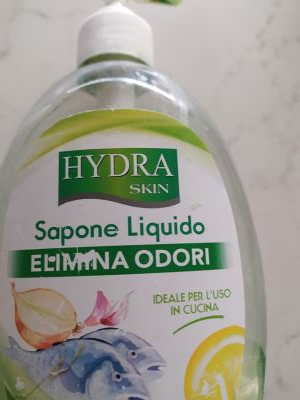 HYDRA
SKIN
Sapone Liquido
ELIMINA ODORI
IDEALE PER L'USO
IN CUCINA